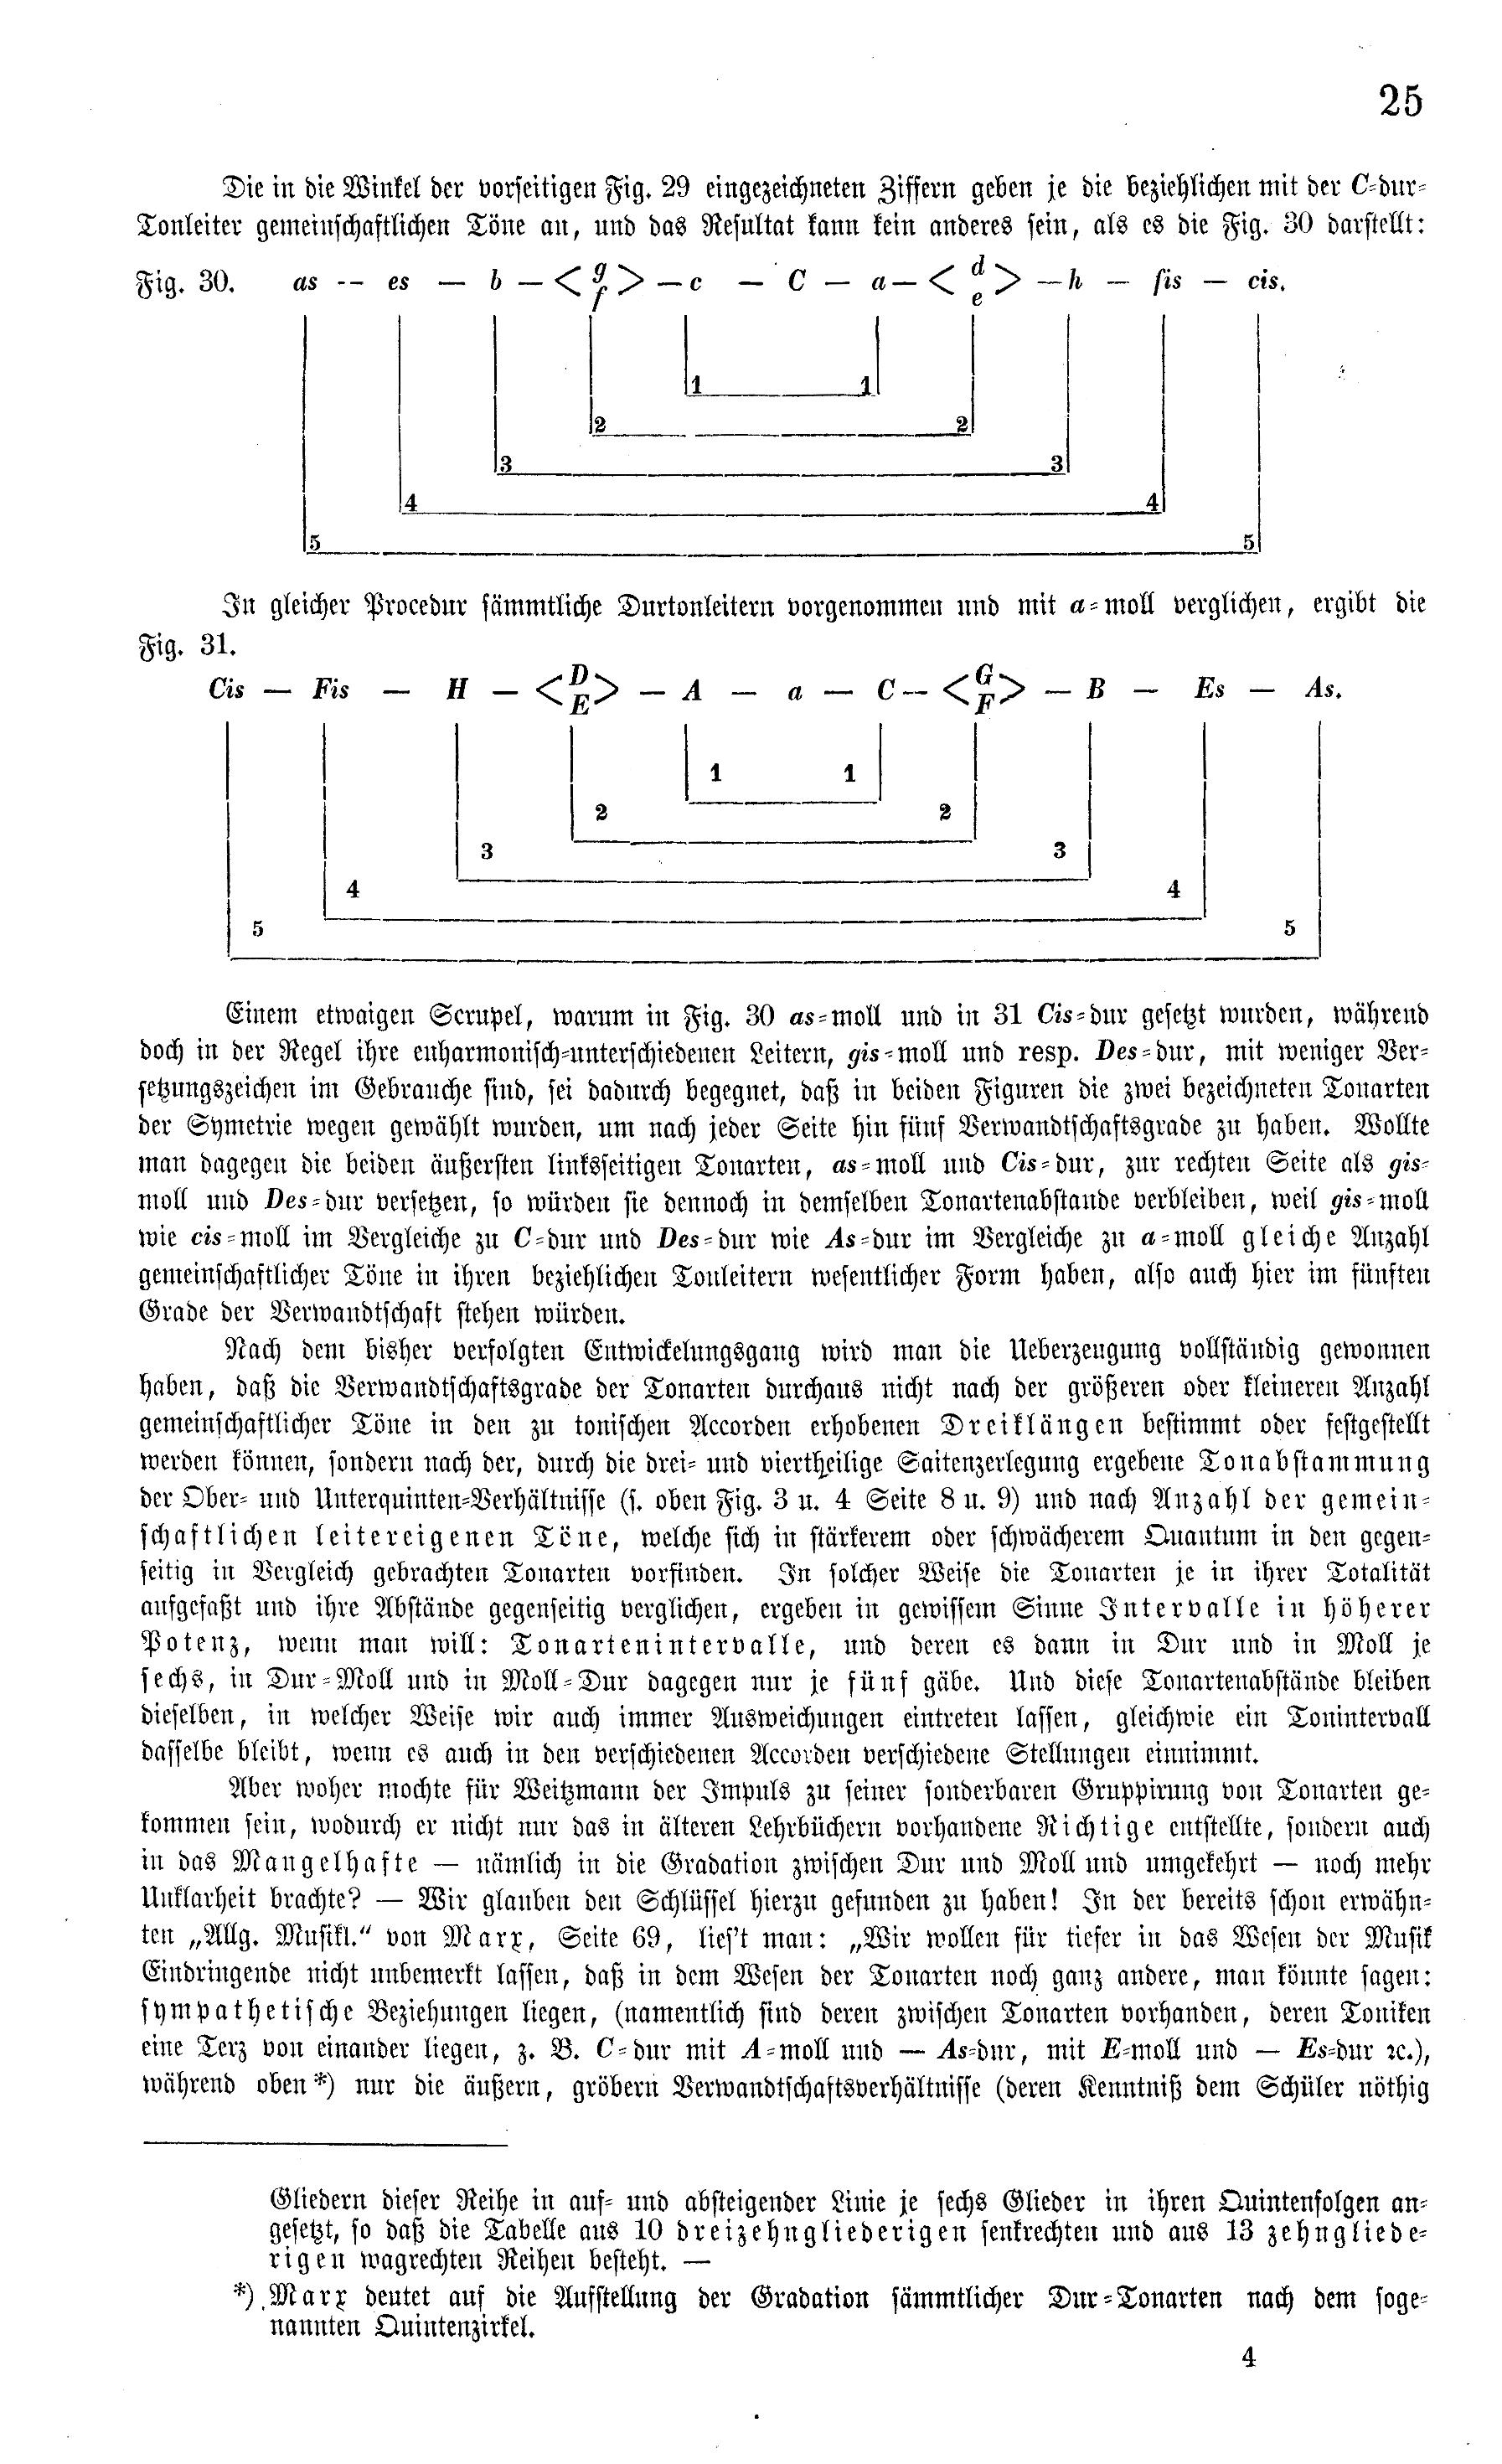 25
Die in die Winkel der vorseitigen Fig. 29 eingezeichneten Ziffern geben je die beziehlichen mit der C-dur-
Tonleiter gemeinschaftlichen Töne an, und das Resultat kann kein anderes sein, als es die Fig. 30 darstellt:
Fig. 30. as -- es — b — < g f > — c — C — a — < d e > — h — fis — cis.
1 1
2 2
3 3
4 4
5 5
In gleicher Procedur sämmtliche Durtonleitern vorgenommen und mit a-moll verglichen, ergibt die
Fig. 31.
Cis — Fis — H — < D E > — A — a — C — < G F > — B — Es — As.
1 1
2 2
3 3
4 4
5 5
Einem etwaigen Scrupel, warum in Fig. 30 as-moll und in 31 Cis-dur gesetzt wurden, während
doch in der Regel ihre enharmonisch-unterschiedenen Leitern, gis-moll und resp. Des-dur, mit weniger Ver-
setzungszeichen im Gebrauche sind, sei dadurch begegnet, daß in beiden Figuren die zwei bezeichneten Tonarten
der Symetrie wegen gewählt wurden, um nach jeder Seite hin fünf Verwandtschaftsgrade zu haben. Wollte
man dagegen die beiden äußersten linksseitigen Tonarten, as-moll und Cis-dur, zur rechten Seite als gis-
moll und Des-dur versetzen, so würden sie dennoch in demselben Tonartenabstande verbleiben, weil gis-moll
wie cis-moll im Vergleiche zu C-dur und Des-dur wie As-dur im Vergleiche zu a-moll gleiche Anzahl
gemeinschaftlicher Töne in ihren beziehlichen Tonleitern wesentlicher Form haben, also auch hier im fünften
Grade der Verwandtschaft stehen würden.
Nach dem bisher verfolgten Entwickelungsgang wird man die Ueberzeugung vollständig gewonnen
haben, daß die Verwandtschaftsgrade der Tonarten durchaus nicht nach der größeren oder kleineren Anzahl
gemeinschaftlicher Töne in den zu tonischen Accorden erhobenen Dreiklängen bestimmt oder festgestellt
werden können, sondern nach der, durch die drei- und viertheilige Saitenzerlegung ergebene Tonabstammung
der Ober- und Unterquinten-Verhältnisse (s. oben Fig. 3 u. 4 Seite 8 u. 9) und nach Anzahl der gemein-
schaftlichen leitereigenen Töne, welche sich in stärkerem oder schwächerem Quantum in den gegen-
seitig in Vergleich gebrachten Tonarten vorfinden. In solcher Weise die Tonarten je in ihrer Totalität
aufgefaßt und ihre Abstände gegenseitig verglichen, ergeben in gewissem Sinne Intervalle in höherer
Potenz, wenn man will: Tonartenintervalle, und deren es dann in Dur und in Moll je
sechs, in Dur-Moll und in Moll-Dur dagegen nur je fünf gäbe. Und diese Tonartenabstände bleiben
dieselben, in welcher Weise wir auch immer Ausweichungen eintreten lassen, gleichwie ein Tonintervall
dasselbe bleibt, wenn es auch in den verschiedenen Accorden verschiedene Stellungen einnimmt.
Aber woher mochte für Weitzmann der Impuls zu seiner sonderbaren Gruppirung von Tonarten ge-
kommen sein, wodurch er nicht nur das in älteren Lehrbüchern vorhandene Richtige entstellte, sondern auch
in das Mangelhafte — nämlich in die Gradation zwischen Dur und Moll und umgekehrt — noch mehr
Unklarheit brachte? — Wir glauben den Schlüssel hierzu gefunden zu haben! In der bereits schon erwähn-
ten „Allg. Musikl.“ von Marx, Seite 69, lies't man: „Wir wollen für tiefer in das Wesen der Musik
Eindringende nicht unbemerkt lassen, daß in dem Wesen der Tonarten noch ganz andere, man könnte sagen:
sympathetische Beziehungen liegen, (namentlich sind deren zwischen Tonarten vorhanden, deren Toniken
eine Terz von einander liegen, z. B. C-dur mit A-moll und — As-dur, mit E-moll und — Es-dur ꝛc.),
während oben*) nur die äußern, gröbern Verwandtschaftsverhältnisse (deren Kenntniß dem Schüler nöthig
Gliedern dieser Reihe in auf- und absteigender Linie je sechs Glieder in ihren Quintenfolgen an-
gesetzt, so daß die Tabelle aus 10 dreizehngliederigen senkrechten und aus 13 zehngliede-
rigen wagrechten Reihen besteht. —
*) Marx deutet auf die Aufstellung der Gradation sämmtlicher Dur-Tonarten nach dem soge-
nannten Quintenzirkel.
4